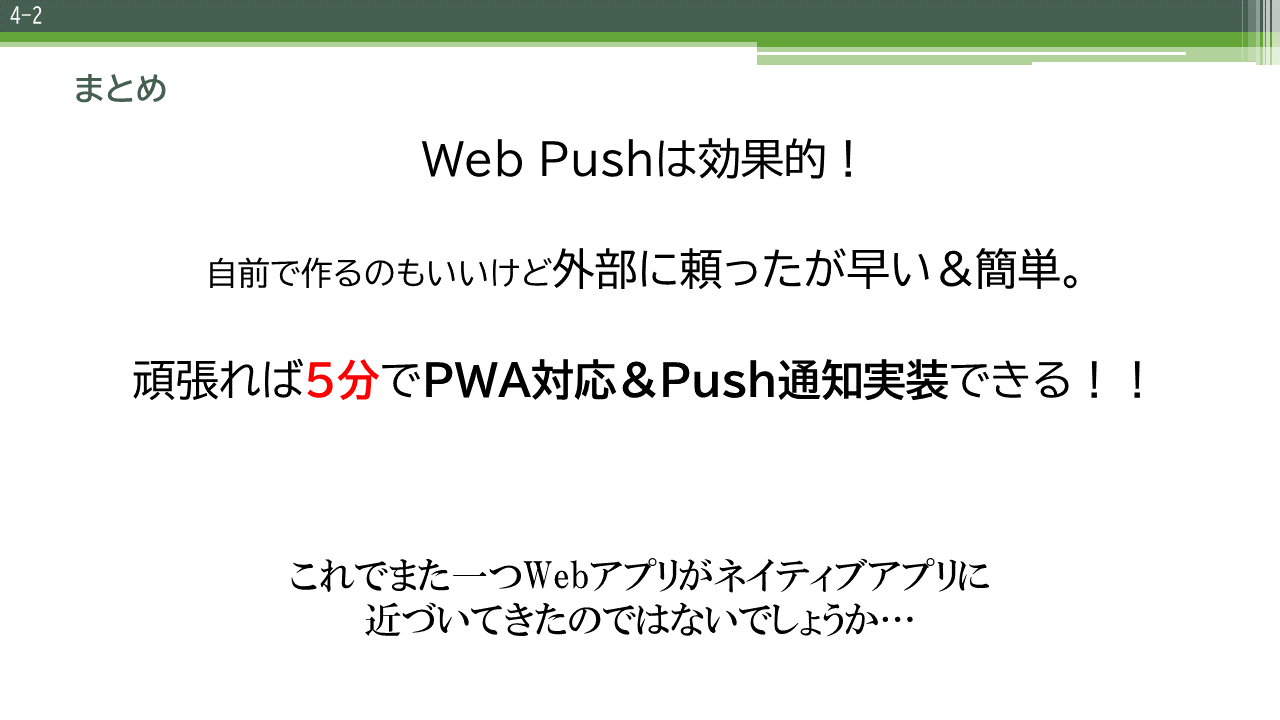 4-2
まとめ
Web Pushは効果的！
自前で作るのもいいけど外部に頼ったが早い＆簡単。
頑張れば５分でPWA対応＆Push通知実装できる！！
これでまた一つWebアプリがネイティブアプリに
近づいてきたのではないでしょうか…